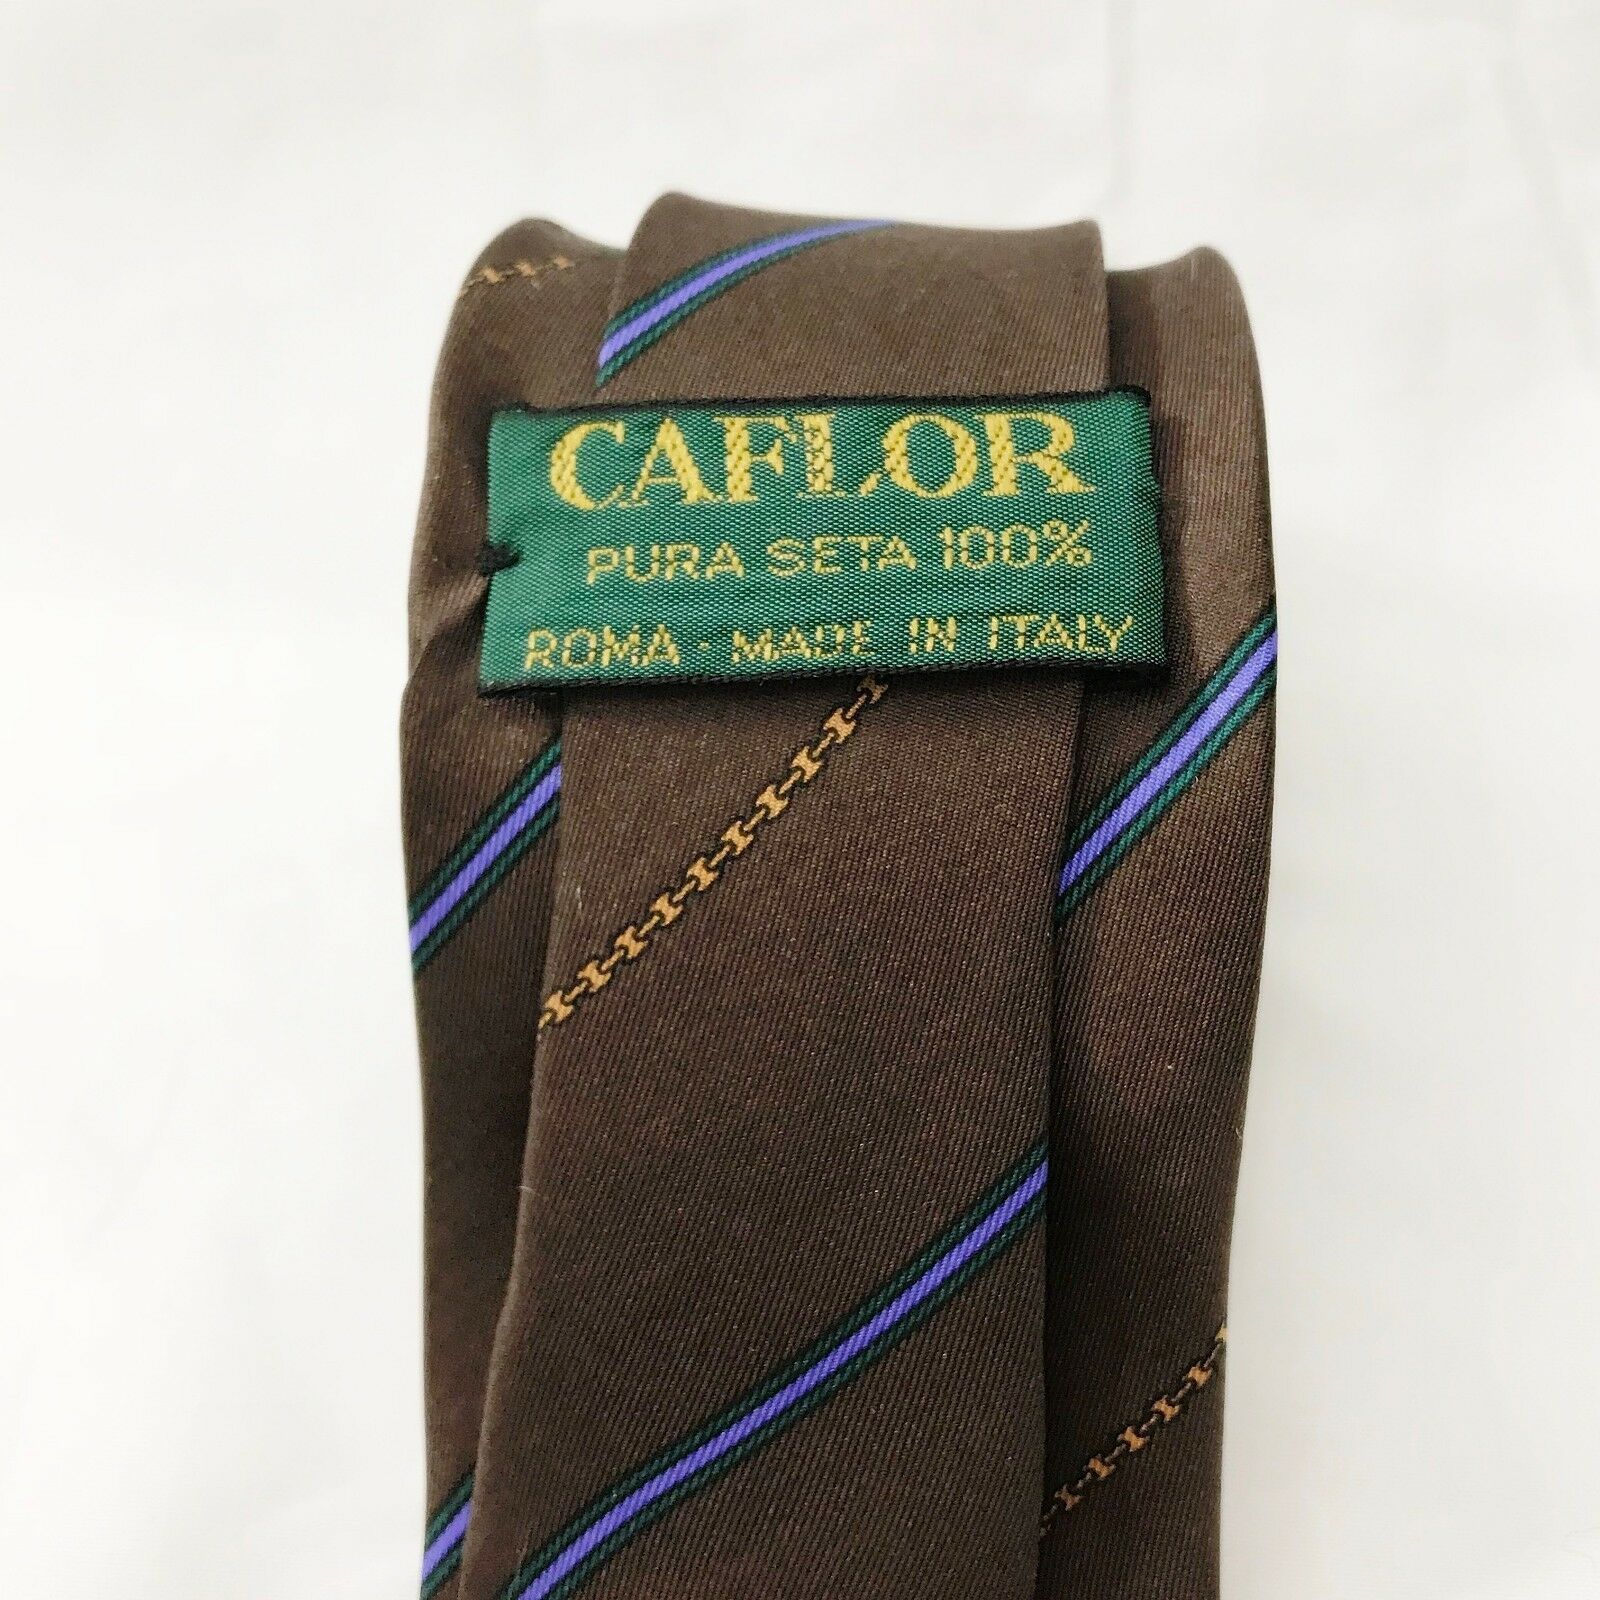 CAFLOR
PURA SETA 100%
ROMA · MADE IN ITALY